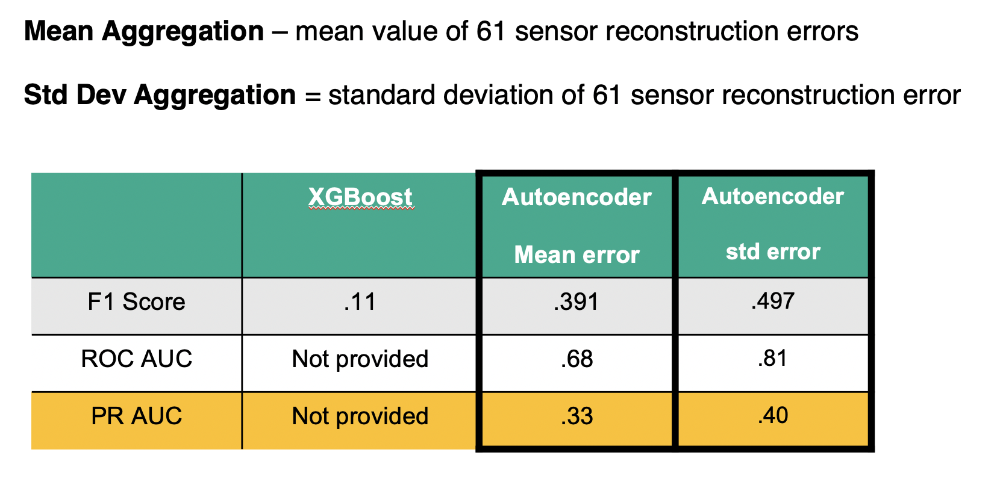 Mean Aggregation – mean value of 61 sensor reconstruction errors
Std Dev Aggregation = standard deviation of 61 sensor reconstruction error
XGBoost Autoencoder Autoencoder
Mean error std error
F1 Score .11 .391 .497
ROC AUC Not provided .68 .81
PR AUC Not provided .33 .40